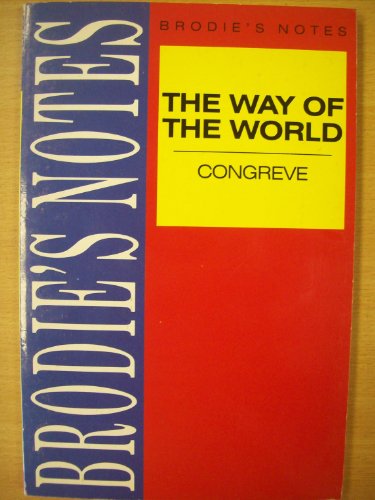 BRODIE'S NOTES
BRODIE'S NOTES
THE WAY OF
THE WORLD
CONGREVE